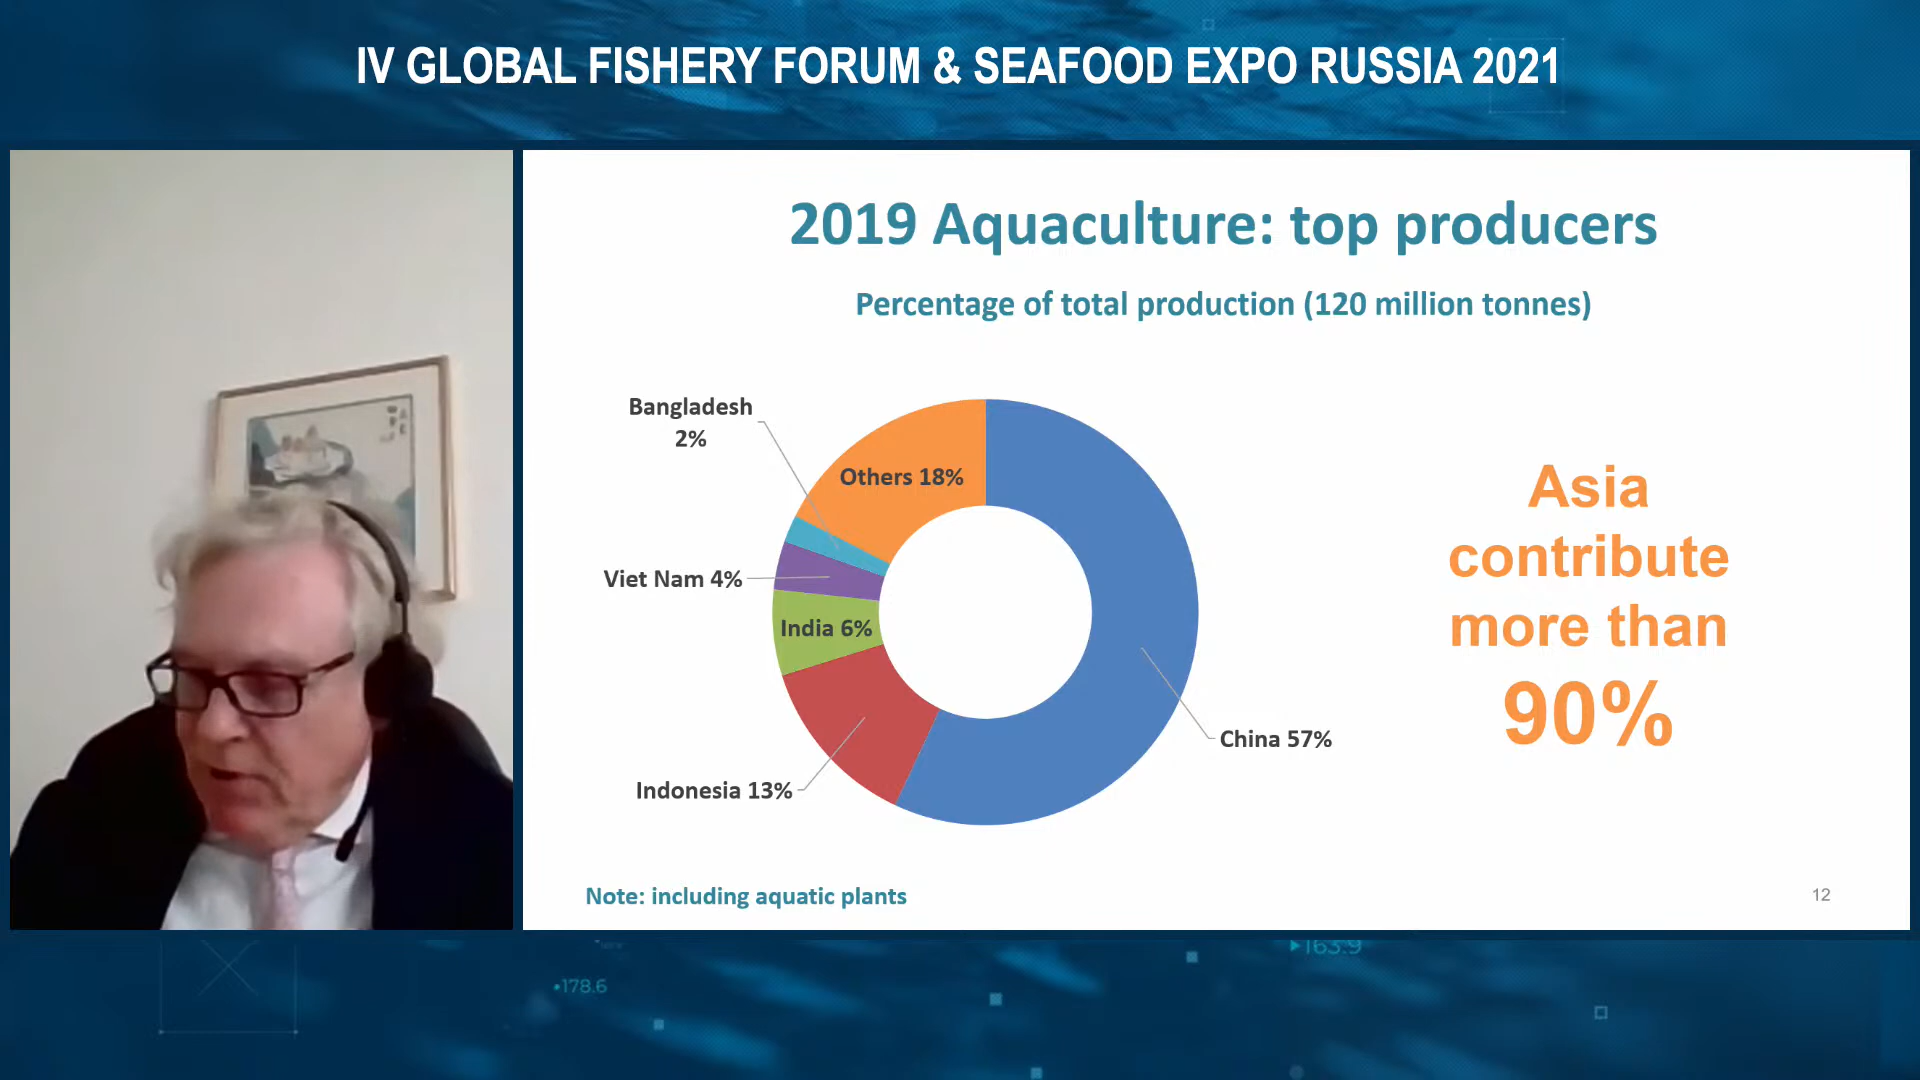 IV GLOBAL FISHERY FORUM & SEAFOOD EXPO RUSSIA 2021
2019 Aquaculture: top producers
Percentage of total production (120 million tonnes)
Bangladesh
2%
Others 18%
Viet Nam 4%
India 6%
Indonesia 13%
China 57%
Asia
contribute
more than
90%
Note: including aquatic plants
12
163.9
178.6